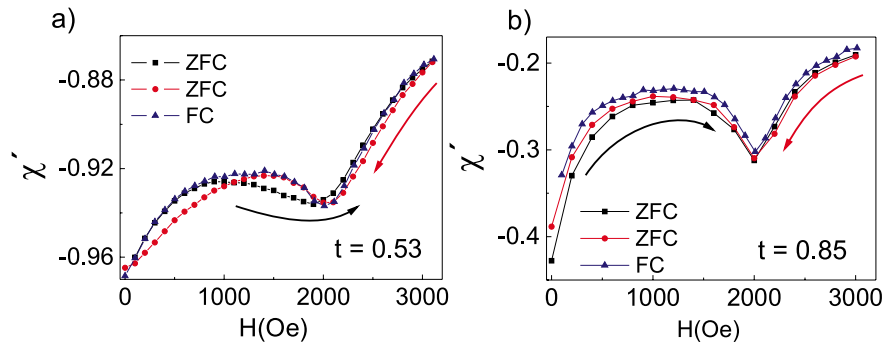 a)
ZFC
ZFC
FC
-0.88
-0.92
-0.96
χ´
t = 0.53
0 1000 2000 3000
H(Oe)
b)
-0.2
-0.3
-0.4
χ´
ZFC
ZFC
FC
t = 0.85
0 1000 2000 3000
H(Oe)